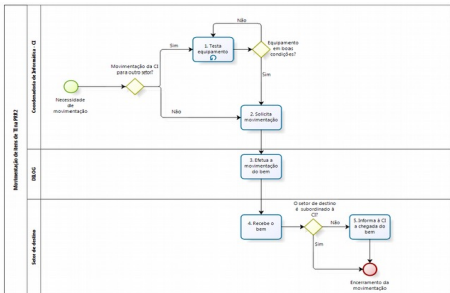 Movimentação de Itens de TI na PRR2
Coordenadoria de Informática - CI
Não
Sim
1. Testa
equipamento
Equipamento
em boas
condições?
Movimentação da CI
para outro setor?
Sim
Necessidade
de
movimentação
Não
2. Solicita
movimentação
DILOG
3. Efetua a
movimentação
do bem
Setor de destino
O setor de destino
é subordinado à
CI?
4. Recebe o
bem
Não
5. Informa à CI
a chegada do
bem
Sim
Encerramento da
movimentação